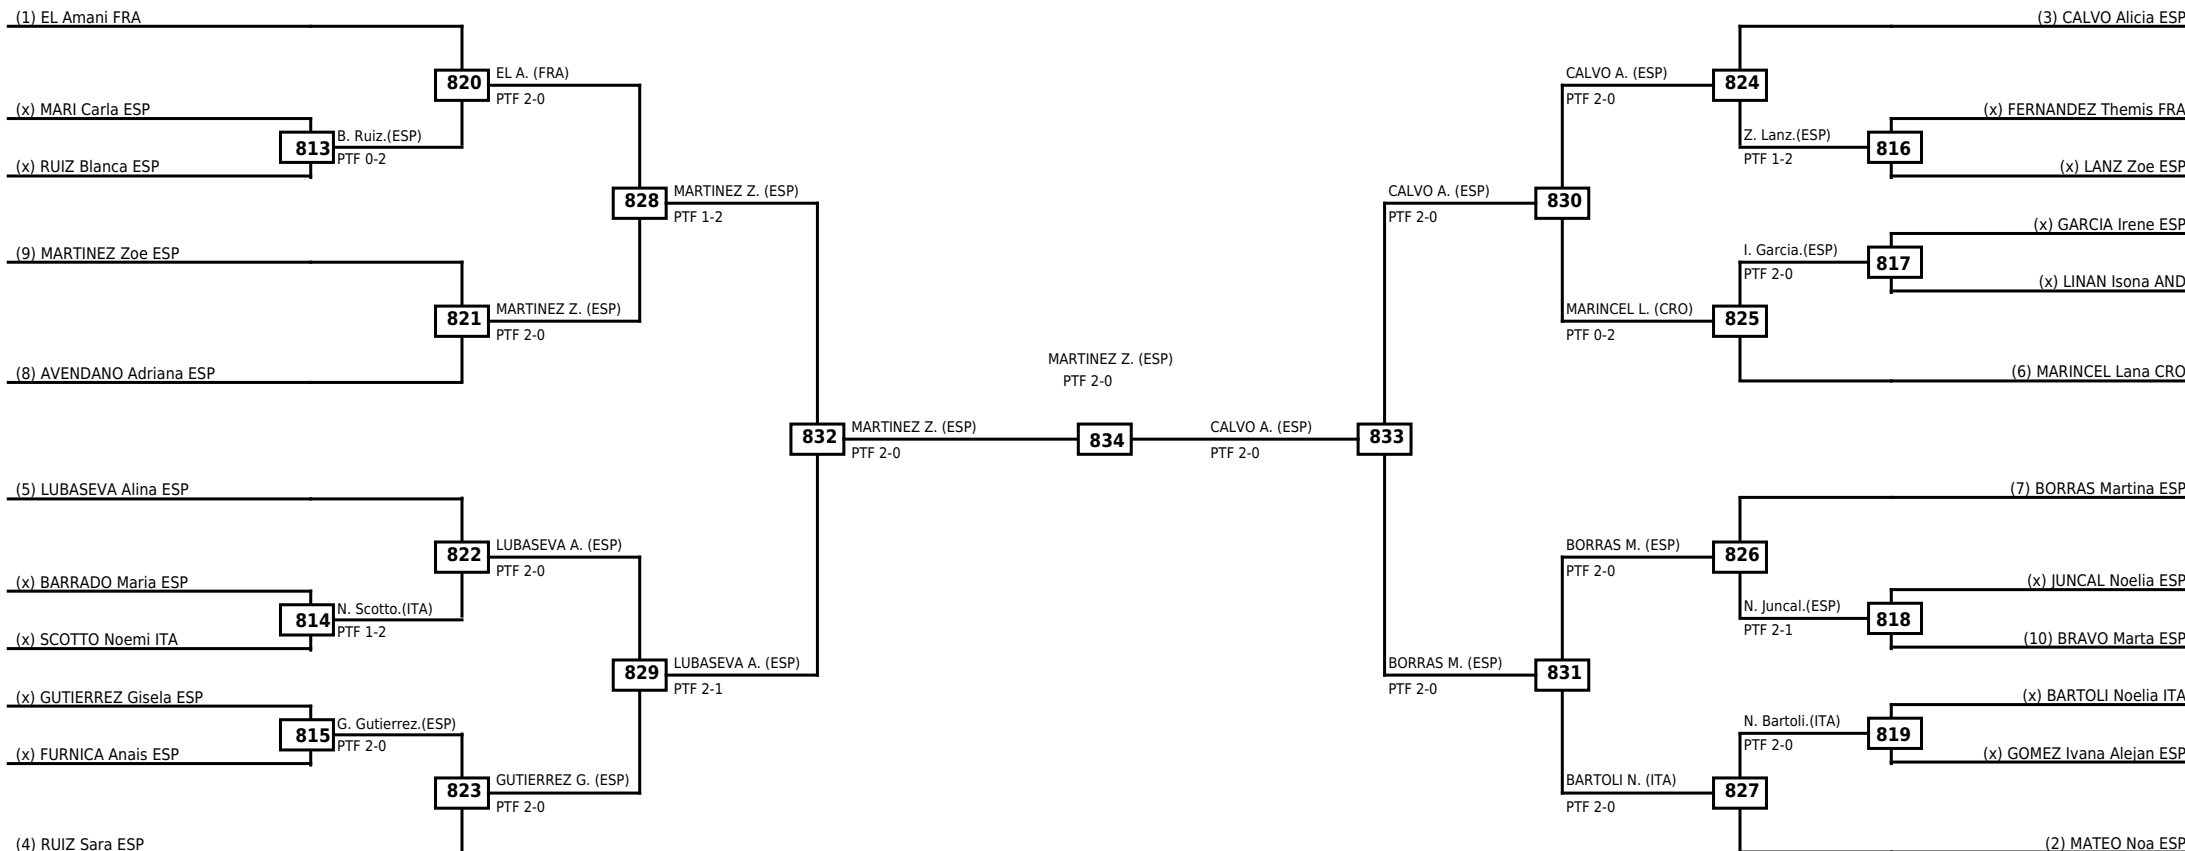 (1) EL Amani FRA
(3) CALVO Alicia ESP
820
EL A. (FRA)
PTF 2-0
CALVO A. (ESP)
PTF 2-0
824
(x) MARI Carla ESP
(x) FERNANDEZ Themis FRA
813
B. Ruiz.(ESP)
PTF 0-2
Z. Lanz.(ESP)
PTF 1-2
816
(x) RUIZ Blanca ESP
(x) LANZ Zoe ESP
828
MARTINEZ Z. (ESP)
PTF 1-2
CALVO A. (ESP)
PTF 2-0
830
(x) GARCIA Irene ESP
(9) MARTINEZ Zoe ESP
I. Garcia.(ESP)
PTF 2-0
817
(x) LINAN Isona AND
821
MARTINEZ Z. (ESP)
PTF 2-0
MARINCEL L. (CRO)
PTF 0-2
825
MARTINEZ Z. (ESP)
PTF 2-0
(8) AVENDANO Adriana ESP
(6) MARINCEL Lana CRO
832
MARTINEZ Z. (ESP)
PTF 2-0
834
CALVO A. (ESP)
PTF 2-0
833
(5) LUBASEVA Alina ESP
(7) BORRAS Martina ESP
822
LUBASEVA A. (ESP)
PTF 2-0
BORRAS M. (ESP)
PTF 2-0
826
(x) BARRADO Maria ESP
(x) JUNCAL Noelia ESP
814
N. Scotto.(ITA)
PTF 1-2
N. Juncal.(ESP)
PTF 2-1
818
(x) SCOTTO Noemi ITA
(10) BRAVO Marta ESP
829
LUBASEVA A. (ESP)
PTF 2-1
BORRAS M. (ESP)
PTF 2-0
831
(x) GUTIERREZ Gisela ESP
(x) BARTOLI Noelia ITA
815
G. Gutierrez.(ESP)
PTF 2-0
N. Bartoli.(ITA)
PTF 2-0
819
(x) FURNICA Anais ESP
(x) GOMEZ Ivana Alejan ESP
823
GUTIERREZ G. (ESP)
PTF 2-0
BARTOLI N. (ITA)
PTF 2-0
827
(4) RUIZ Sara ESP
(2) MATEO Noa ESP